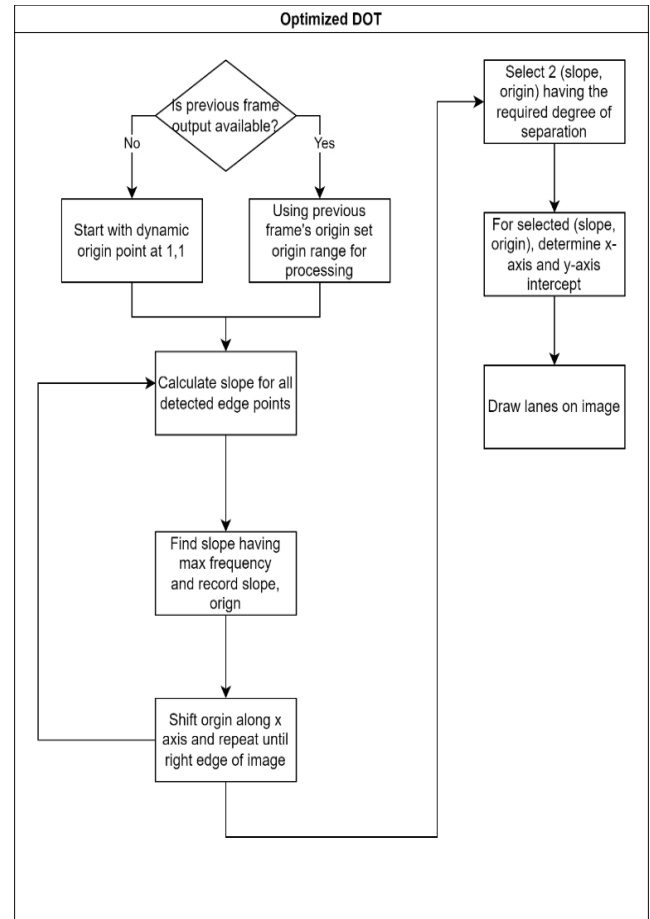 Optimized DOT
Is previous frame
output available?
No
Yes
Start with dynamic
origin point at 1,1
Using previous
frame's origin set
origin range for
processing
Calculate slope for all
detected edge points
Find slope having
max frequency
and record slope,
orign
Shift orgin along x
axis and repeat until
right edge of image
Select 2 (slope,
origin) having the
required degree of
separation
For selected (slope,
origin), determine x-
axis and y-axis
intercept
Draw lanes on image